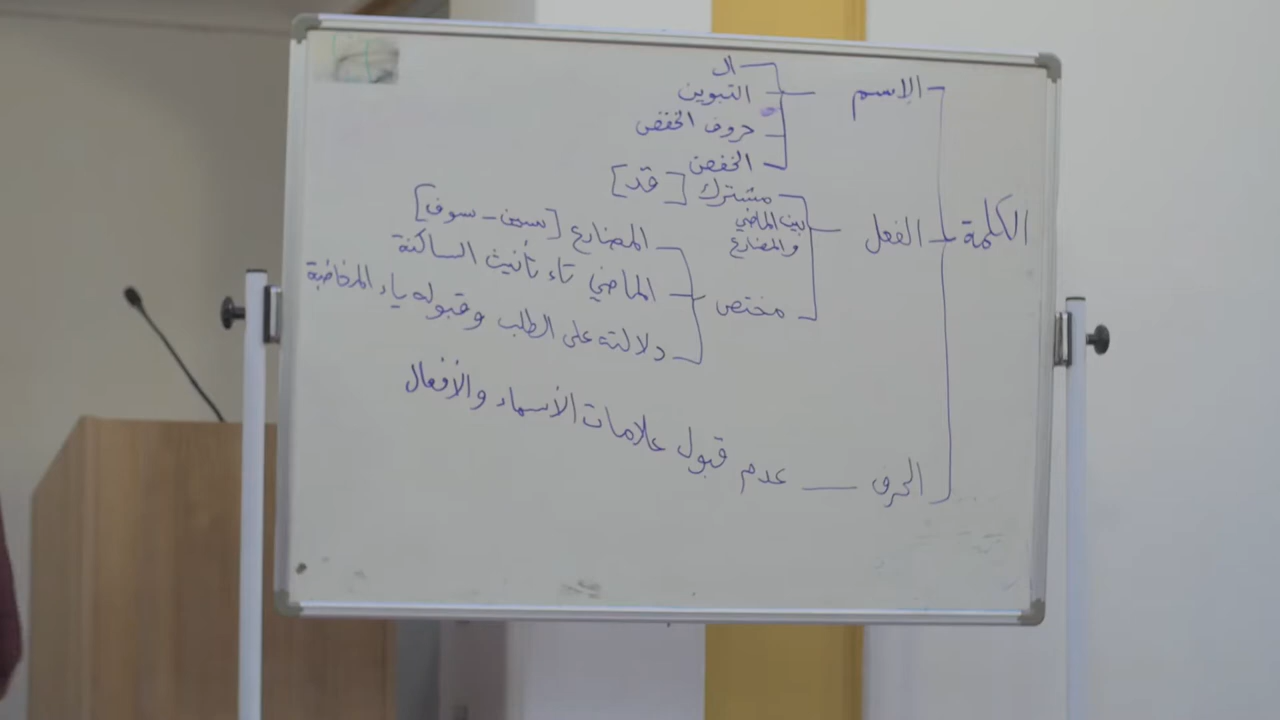 الكلمة
الإسم
ال
التنوين
حروف الخفض
الخفض
الفعل
مشترك [قد]
بين الماضي
والمضارع
مختص
المضارع [سين - سوف]
الماضي تاء تأنيث الساكنة
دلالته على الطلب وقبوله ياء المخاطبة
الحرف
عدم قبول علامات الأسماء والأفعال